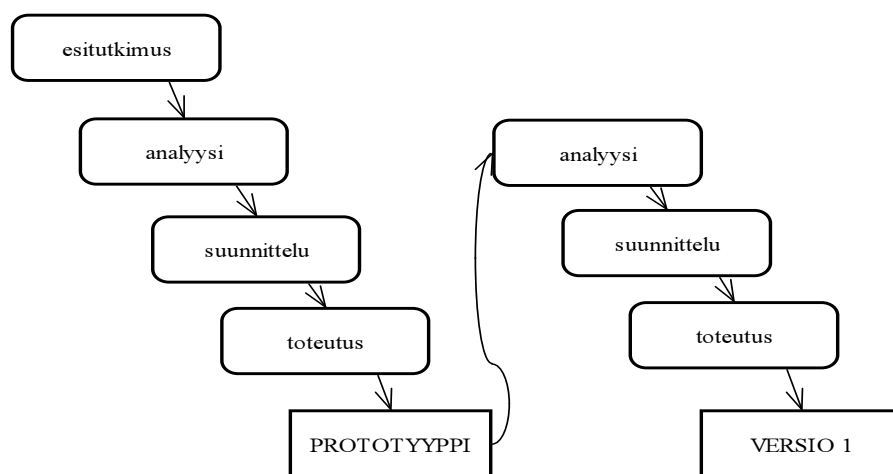 esitutkimus
analyysi
suunnittelu
toteutus
PROTOTYYPPI
analyysi
suunnittelu
toteutus
VERSIO 1